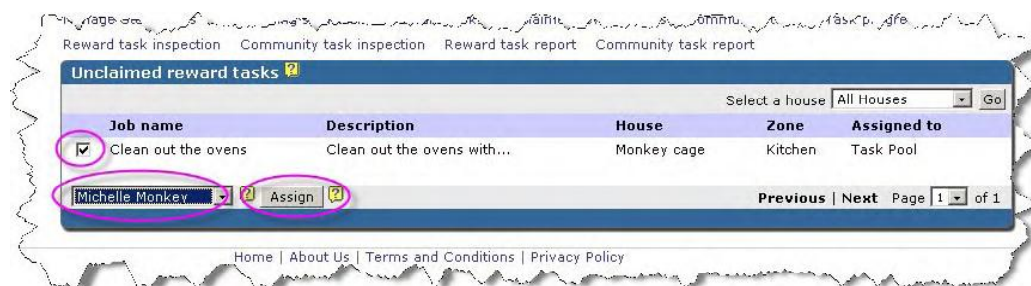 Reward task inspection Community task inspection Reward task report Community task report
Unclaimed reward tasks ?
Select a house All Houses Go
Job name Description House Zone Assigned to
Clean out the ovens Clean out the ovens with... Monkey cage Kitchen Task Pool
Michelle Monkey ? Assign ? Previous | Next Page 1 of 1
Home | About Us | Terms and Conditions | Privacy Policy